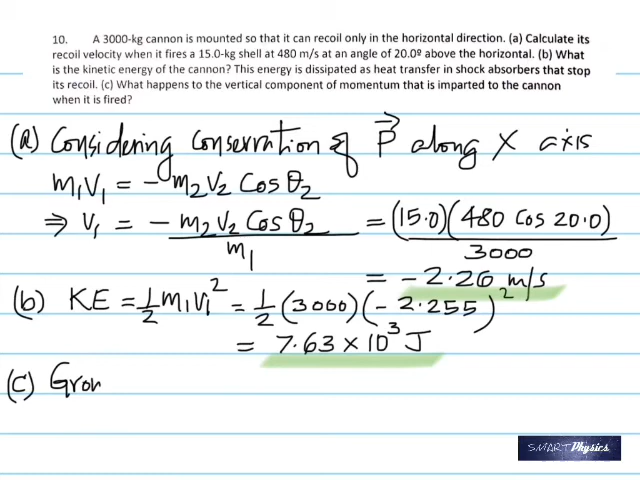 10. A 3000-kg cannon is mounted so that it can recoil only in the horizontal direction. (a) Calculate its
recoil velocity when it fires a 15.0-kg shell at 480 m/s at an angle of 20.0º above the horizontal. (b) What
is the kinetic energy of the cannon? This energy is dissipated as heat transfer in shock absorbers that stop
its recoil. (c) What happens to the vertical component of momentum that is imparted to the cannon
when it is fired?
(a) Considering conservation of P⃗ along X axis
m₁v₁ = −m₂v₂ Cos θ₂
⇒ v₁ = − m₂v₂ Cos θ₂ / m₁ = (15.0)(480 cos 20.0) / 3000
= −2.26 m/s
(b) KE = ½ m₁v₁² = ½ (3000)(−2.255)²
= 7.63 × 10³ J
(c) Gron
SMART Physics